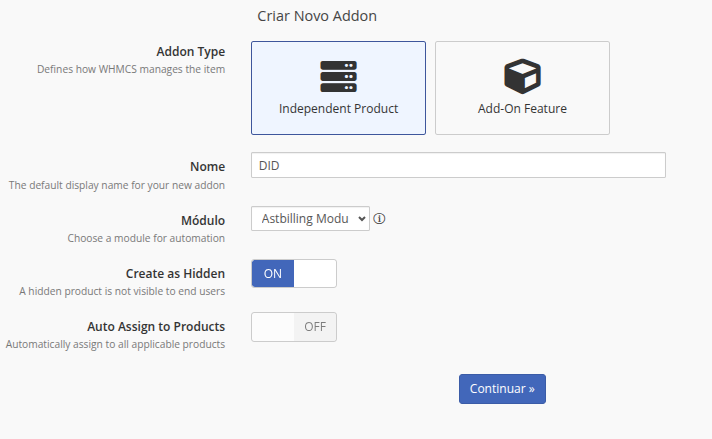 Criar Novo Addon
Addon Type
Defines how WHMCS manages the item
Independent Product
Add-On Feature
Nome
The default display name for your new addon
DID
Módulo
Choose a module for automation
Astbilling Modu
Create as Hidden
A hidden product is not visible to end users
ON
Auto Assign to Products
Automatically assign to all applicable products
OFF
Continuar »